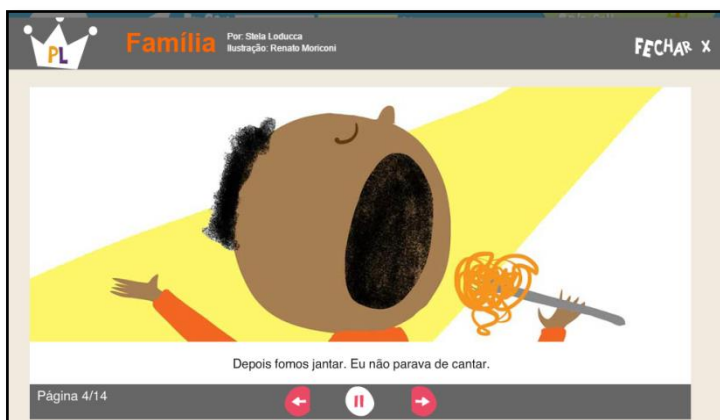 PL
Família
Por: Stela Loducca
Ilustração: Renato Moriconi
FECHAR X
Depois fomos jantar. Eu não parava de cantar.
Página 4/14